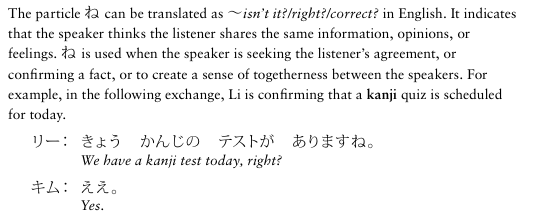 The particle ね can be translated as ～isn't it?/right?/correct? in English. It indicates
that the speaker thinks the listener shares the same information, opinions, or
feelings. ね is used when the speaker is seeking the listener's agreement, or
confirming a fact, or to create a sense of togetherness between the speakers. For
example, in the following exchange, Li is confirming that a kanji quiz is scheduled
for today.
リー： きょう　かんじの　テストが　ありますね。
We have a kanji test today, right?
キム： ええ。
Yes.